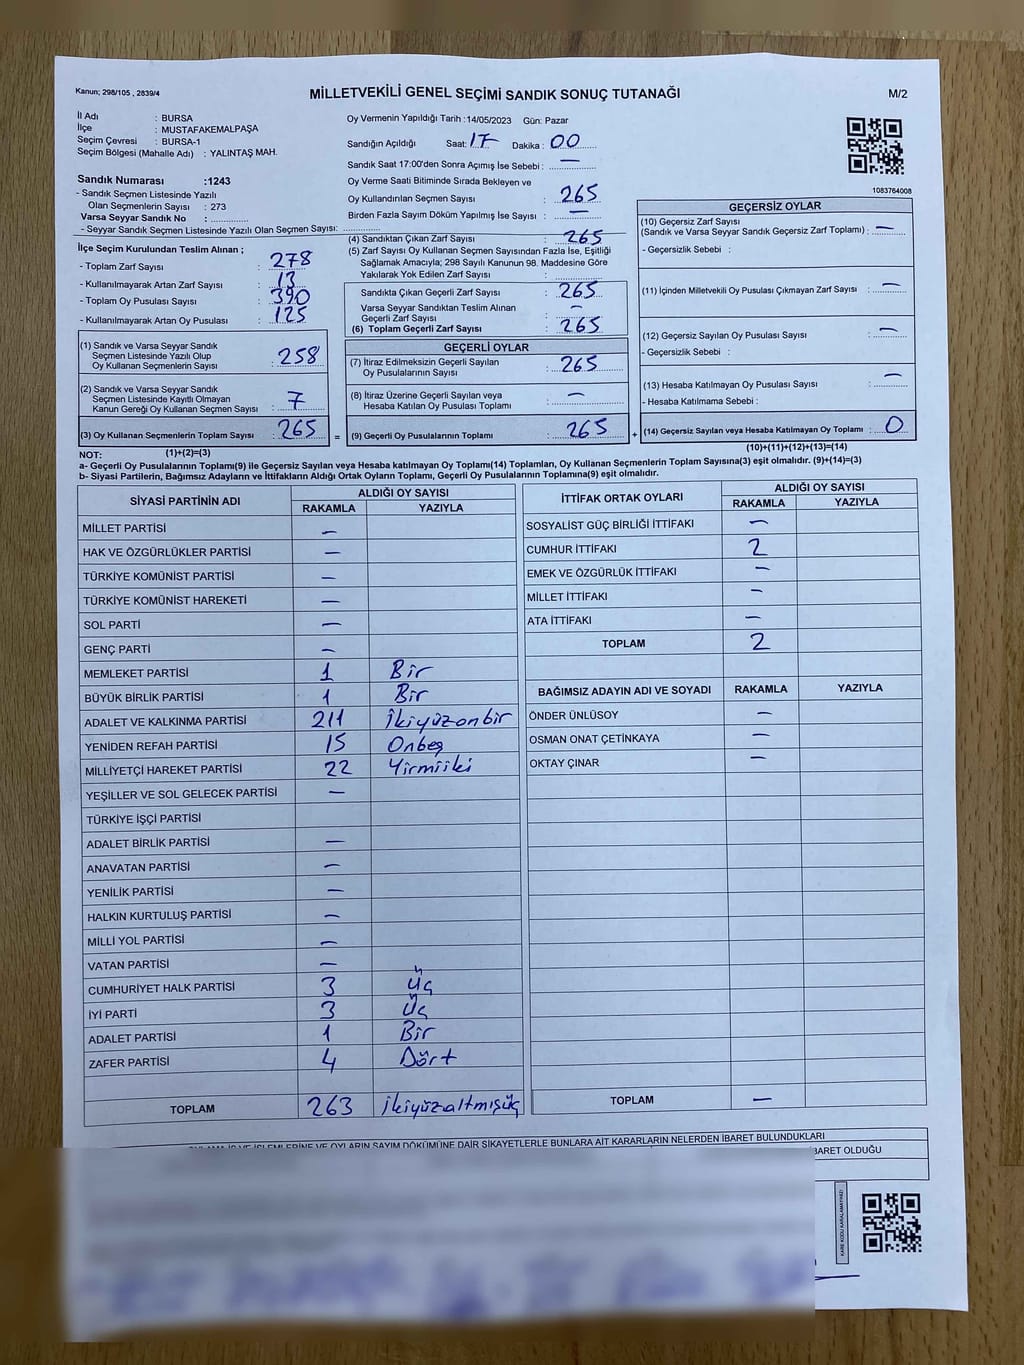 Kanun; 298/105 , 2839/4
MİLLETVEKİLİ GENEL SEÇİMİ SANDIK SONUÇ TUTANAĞI
M/2
İl Adı : BURSA
İlçe : MUSTAFAKEMALPAŞA
Seçim Çevresi : BURSA-1
Seçim Bölgesi (Mahalle Adı) : YALINTAŞ MAH.
Sandık Numarası :1243
- Sandık Seçmen Listesinde Yazılı
Olan Seçmenlerin Sayısı : 273
Varsa Seyyar Sandık No : ..............
- Seyyar Sandık Seçmen Listesinde Yazılı Olan Seçmen Sayısı: ..............
Oy Vermenin Yapıldığı Tarih :14/05/2023 Gün: Pazar
Sandığın Açıldığı Saat: 17 Dakika : 00
Sandık Saat 17:00'den Sonra Açımış İse Sebebi : —
Oy Verme Saati Bitiminde Sırada Bekleyen ve
Oy Kullandırılan Seçmen Sayısı : 265
Birden Fazla Sayım Döküm Yapılmış İse Sayısı : —
1083764008
İlçe Seçim Kurulundan Teslim Alınan ;
- Toplam Zarf Sayısı : 278
- Kullanılmayarak Artan Zarf Sayısı : 13
- Toplam Oy Pusulası Sayısı : 390
- Kullanılmayarak Artan Oy Pusulası : 125
(1) Sandık ve Varsa Seyyar Sandık
Seçmen Listesinde Yazılı Olup
Oy Kullanan Seçmenlerin Sayısı : 258
(2) Sandık ve Varsa Seyyar Sandık
Seçmen Listesinde Kayıtlı Olmayan
Kanun Gereği Oy Kullanan Seçmen Sayısı : 7
(3) Oy Kullanan Seçmenlerin Toplam Sayısı : 265
(4) Sandıktan Çıkan Zarf Sayısı : 265
(5) Zarf Sayısı Oy Kullanan Seçmen Sayısından Fazla İse, Eşitliği
Sağlamak Amacıyla; 298 Sayılı Kanunun 98. Maddesine Göre
Yakılarak Yok Edilen Zarf Sayısı : ..............
Sandıkta Çıkan Geçerli Zarf Sayısı : 265
Varsa Seyyar Sandıktan Teslim Alınan
Geçerli Zarf Sayısı : —
(6) Toplam Geçerli Zarf Sayısı : 265
GEÇERLİ OYLAR
(7) İtiraz Edilmeksizin Geçerli Sayılan
Oy Pusulalarının Sayısı : 265
(8) İtiraz Üzerine Geçerli Sayılan veya
Hesaba Katılan Oy Pusulası Toplamı : —
= (9) Geçerli Oy Pusulalarının Toplamı : 265
GEÇERSİZ OYLAR
(10) Geçersiz Zarf Sayısı
(Sandık ve Varsa Seyyar Sandık Geçersiz Zarf Toplamı) : —
- Geçersizlik Sebebi :
(11) İçinden Milletvekili Oy Pusulası Çıkmayan Zarf Sayısı : —
(12) Geçersiz Sayılan Oy Pusulası Sayısı : —
- Geçersizlik Sebebi :
(13) Hesaba Katılmayan Oy Pusulası Sayısı : —
- Hesaba Katılmama Sebebi :
+ (14) Geçersiz Sayılan veya Hesaba Katılmayan Oy Toplamı : 0
NOT: (1)+(2)=(3)
(10)+(11)+(12)+(13)=(14)
a- Geçerli Oy Pusulalarının Toplamı(9) ile Geçersiz Sayılan veya Hesaba katılmayan Oy Toplamı(14) Toplamları, Oy Kullanan Seçmenlerin Toplam Sayısına(3) eşit olmalıdır. (9)+(14)=(3)
b- Siyasi Partilerin, Bağımsız Adayların ve İttifakların Aldığı Ortak Oyların Toplamı, Geçerli Oy Pusulalarının Toplamına(9) eşit olmalıdır.
SİYASİ PARTİNİN ADI ALDIĞI OY SAYISI
RAKAMLA YAZIYLA
MİLLET PARTİSİ —
HAK VE ÖZGÜRLÜKLER PARTİSİ —
TÜRKİYE KOMÜNİST PARTİSİ —
TÜRKİYE KOMÜNİST HAREKETİ —
SOL PARTİ —
GENÇ PARTİ —
MEMLEKET PARTİSİ 1 Bir
BÜYÜK BİRLİK PARTİSİ 1 Bir
ADALET VE KALKINMA PARTİSİ 211 İkiyüzonbir
YENİDEN REFAH PARTİSİ 15 Onbeş
MİLLİYETÇİ HAREKET PARTİSİ 22 Yirmiiki
YEŞİLLER VE SOL GELECEK PARTİSİ —
TÜRKİYE İŞÇİ PARTİSİ
ADALET BİRLİK PARTİSİ —
ANAVATAN PARTİSİ —
YENİLİK PARTİSİ —
HALKIN KURTULUŞ PARTİSİ —
MİLLİ YOL PARTİSİ —
VATAN PARTİSİ —
CUMHURİYET HALK PARTİSİ 3 Üç
İYİ PARTİ 3 Üç
ADALET PARTİSİ 1 Bir
ZAFER PARTİSİ 4 Dört
TOPLAM 263 İkiyüzaltmışüç
İTTİFAK ORTAK OYLARI ALDIĞI OY SAYISI
RAKAMLA YAZIYLA
SOSYALİST GÜÇ BİRLİĞİ İTTİFAKI —
CUMHUR İTTİFAKI 2
EMEK VE ÖZGÜRLÜK İTTİFAKI —
MİLLET İTTİFAKI —
ATA İTTİFAKI —
TOPLAM 2
BAĞIMSIZ ADAYIN ADI VE SOYADI RAKAMLA YAZIYLA
ÖNDER ÜNLÜSOY —
OSMAN ONAT ÇETİNKAYA —
OKTAY ÇINAR —
TOPLAM —
OYLAMA İŞ VE İŞLEMLERİNE VE OYLARIN SAYIM DÖKÜMÜNE DAİR ŞİKAYETLERLE BUNLARA AİT KARARLARIN NELERDEN İBARET BULUNDUKLARI
BARET OLDUĞU
KARE KODU KARALAMAYINIZ!